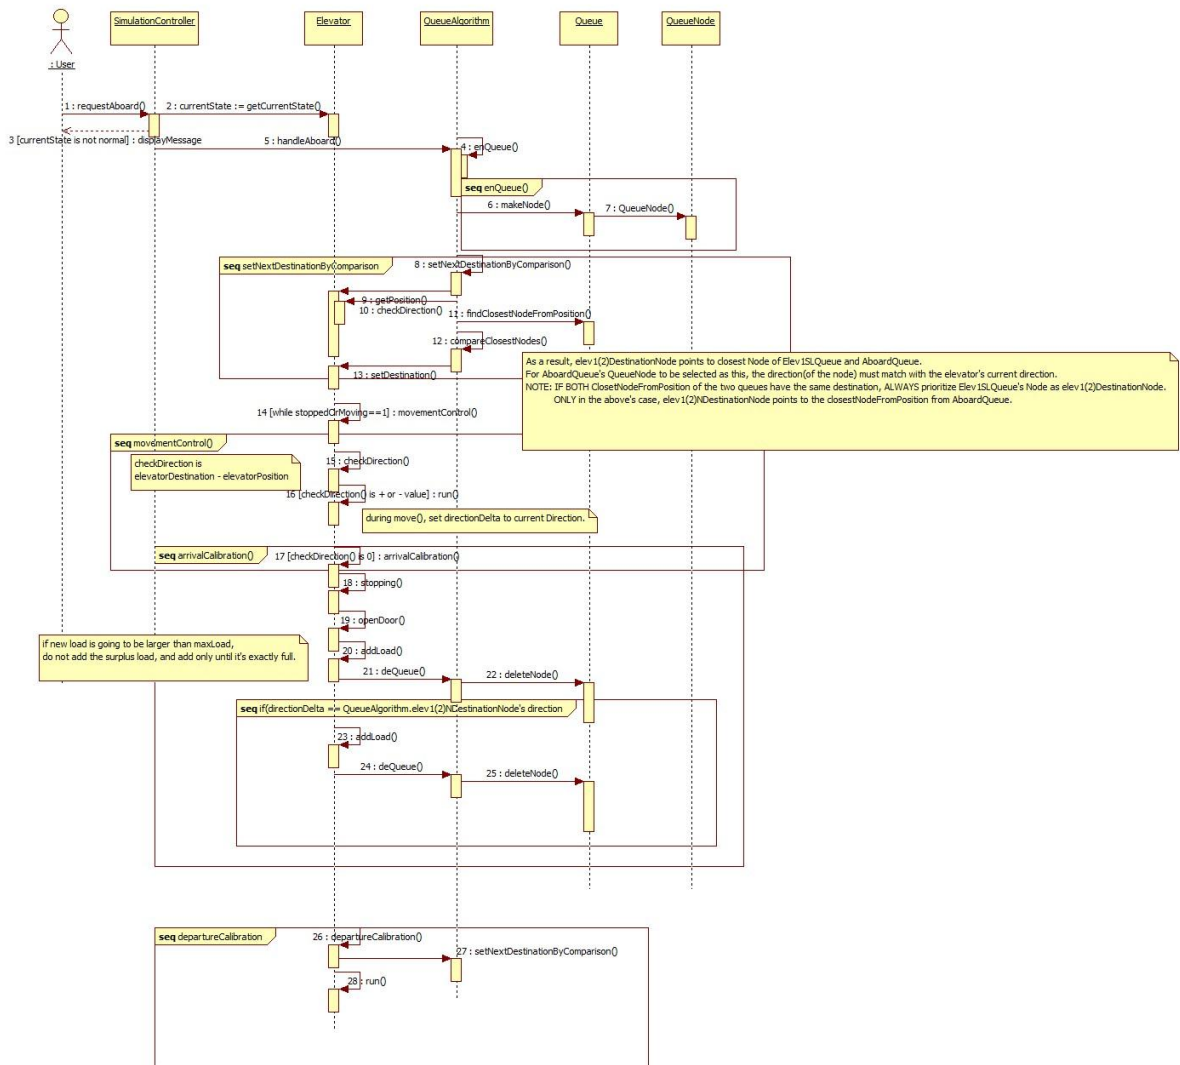 SimulationController
Elevator
QueueAlgorithm
Queue
QueueNode
: User
1 : requestAboard()
2 : currentState := getCurrentState()
3 [currentState is not normal] : displayMessage
5 : handleAboard()
4 : enQueue()
seq enQueue()
6 : makeNode()
7 : QueueNode()
seq setNextDestinationByComparison
8 : setNextDestinationByComparison()
9 : getPosition()
10 : checkDirection()
11 : findClosestNodeFromPosition()
12 : compareClosestNodes()
13 : setDestination()
As a result, elev1(2)DestinationNode points to closest Node of Elev1SLQueue and AboardQueue.
For AboardQueue's QueueNode to be selected as this, the direction(of the node) must match with the elevator's current direction.
NOTE: IF BOTH ClosetNodeFromPosition of the two queues have the same destination, ALWAYS prioritize Elev1SLQueue's Node as elev1(2)DestinationNode.
ONLY in the above's case, elev1(2)NDestinationNode points to the closestNodeFromPosition from AboardQueue.
14 [while stoppedOrMoving==1] : movementControl()
seq movementControl()
checkDirection is
elevatorDestination - elevatorPosition
15 : checkDirection()
16 [checkDirection() is + or - value] : run()
during move(), set directionDelta to current Direction.
seq arrivalCalibration()
17 [checkDirection() is 0] : arrivalCalibration()
18 : stopping()
19 : openDoor()
if new load is going to be larger than maxLoad,
do not add the surplus load, and add only until it's exactly full.
20 : addLoad()
21 : deQueue()
22 : deleteNode()
seq if(directionDelta == QueueAlgorithm.elev1(2)NDestinationNode's direction
23 : addLoad()
24 : deQueue()
25 : deleteNode()
seq departureCalibration
26 : departureCalibration()
27 : setNextDestinationByComparison()
28 : run()